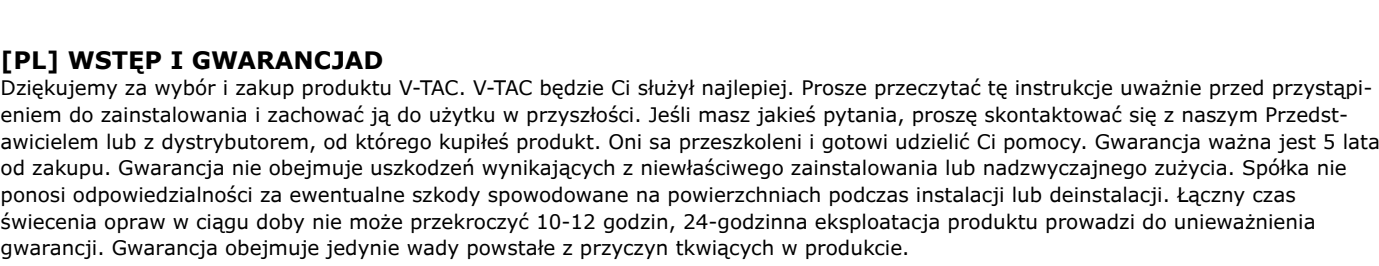 [PL] WSTĘP I GWARANCJAD
Dziękujemy za wybór i zakup produktu V-TAC. V-TAC będzie Ci służył najlepiej. Prosze przeczytać tę instrukcje uważnie przed przystąpi-
eniem do zainstalowania i zachować ją do użytku w przyszłości. Jeśli masz jakieś pytania, proszę skontaktować się z naszym Przedst-
awicielem lub z dystrybutorem, od którego kupiłeś produkt. Oni sa przeszkoleni i gotowi udzielić Ci pomocy. Gwarancja ważna jest 5 lata
od zakupu. Gwarancja nie obejmuje uszkodzeń wynikających z niewłaściwego zainstalowania lub nadzwyczajnego zużycia. Spółka nie
ponosi odpowiedzialności za ewentualne szkody spowodowane na powierzchniach podczas instalacji lub deinstalacji. Łączny czas
świecenia opraw w ciągu doby nie może przekroczyć 10-12 godzin, 24-godzinna eksploatacja produktu prowadzi do unieważnienia
gwarancji. Gwarancja obejmuje jedynie wady powstałe z przyczyn tkwiących w produkcie.